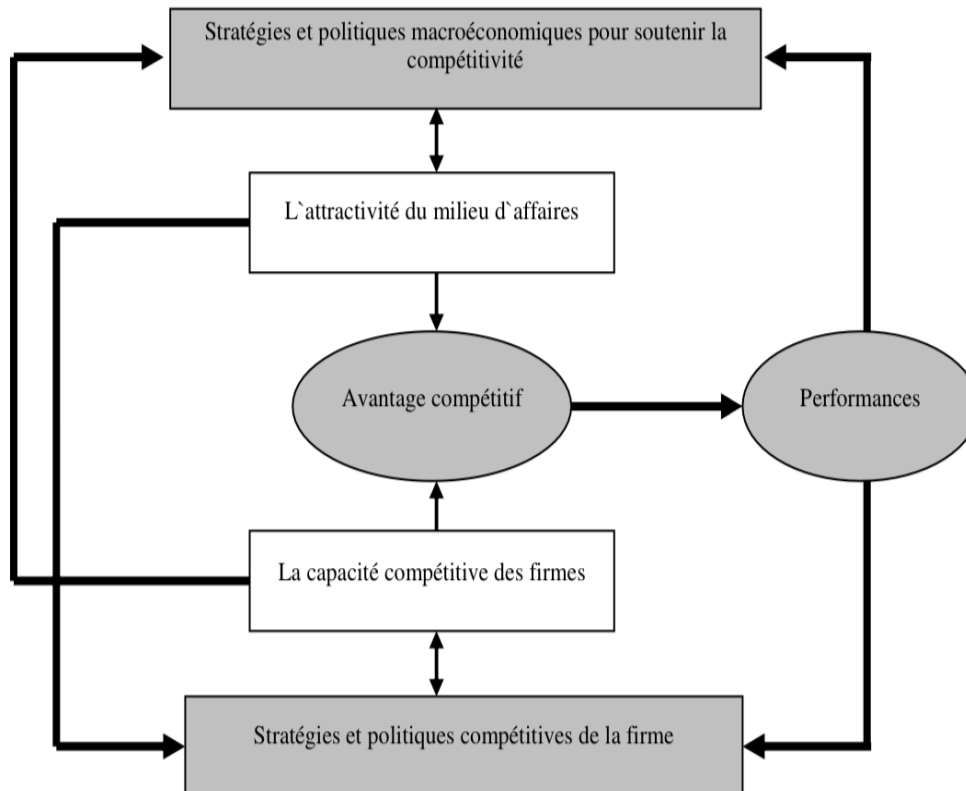 Stratégies et politiques macroéconomiques pour soutenir la
compétitivité
L`attractivité du milieu d`affaires
Avantage compétitif
Performances
La capacité compétitive des firmes
Stratégies et politiques compétitives de la firme